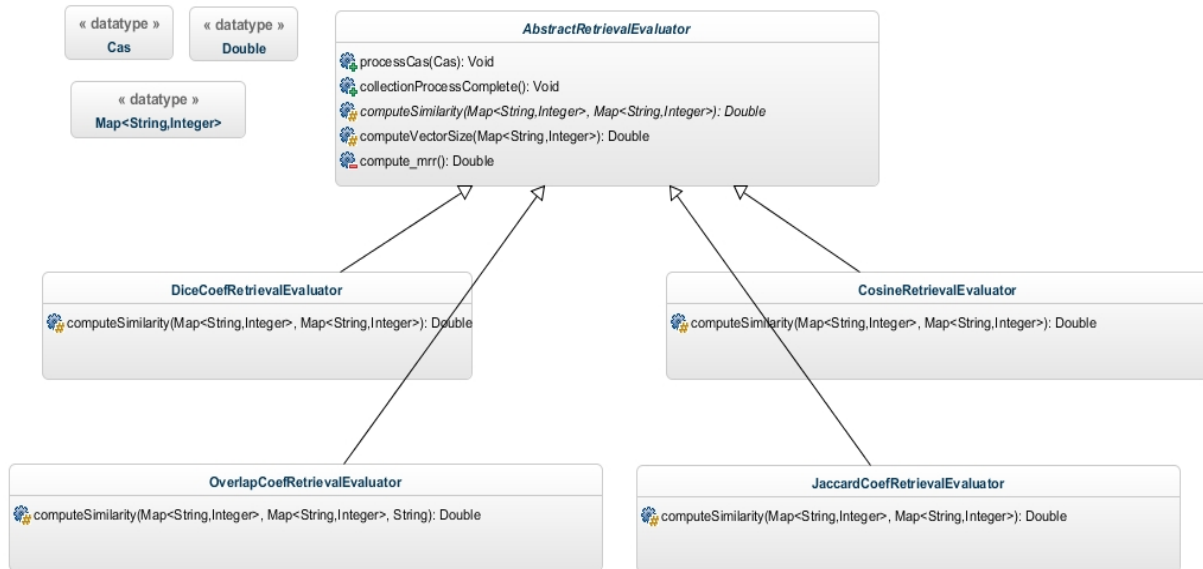 « datatype »
Cas
« datatype »
Double
« datatype »
Map<String,Integer>
AbstractRetrievalEvaluator
processCas(Cas): Void
collectionProcessComplete(): Void
computeSimilarity(Map<String,Integer>, Map<String,Integer>): Double
computeVectorSize(Map<String,Integer>): Double
compute_mrr(): Double
DiceCoefRetrievalEvaluator
computeSimilarity(Map<String,Integer>, Map<String,Integer>): Double
CosineRetrievalEvaluator
computeSimilarity(Map<String,Integer>, Map<String,Integer>): Double
OverlapCoefRetrievalEvaluator
computeSimilarity(Map<String,Integer>, Map<String,Integer>, String): Double
JaccardCoefRetrievalEvaluator
computeSimilarity(Map<String,Integer>, Map<String,Integer>): Double